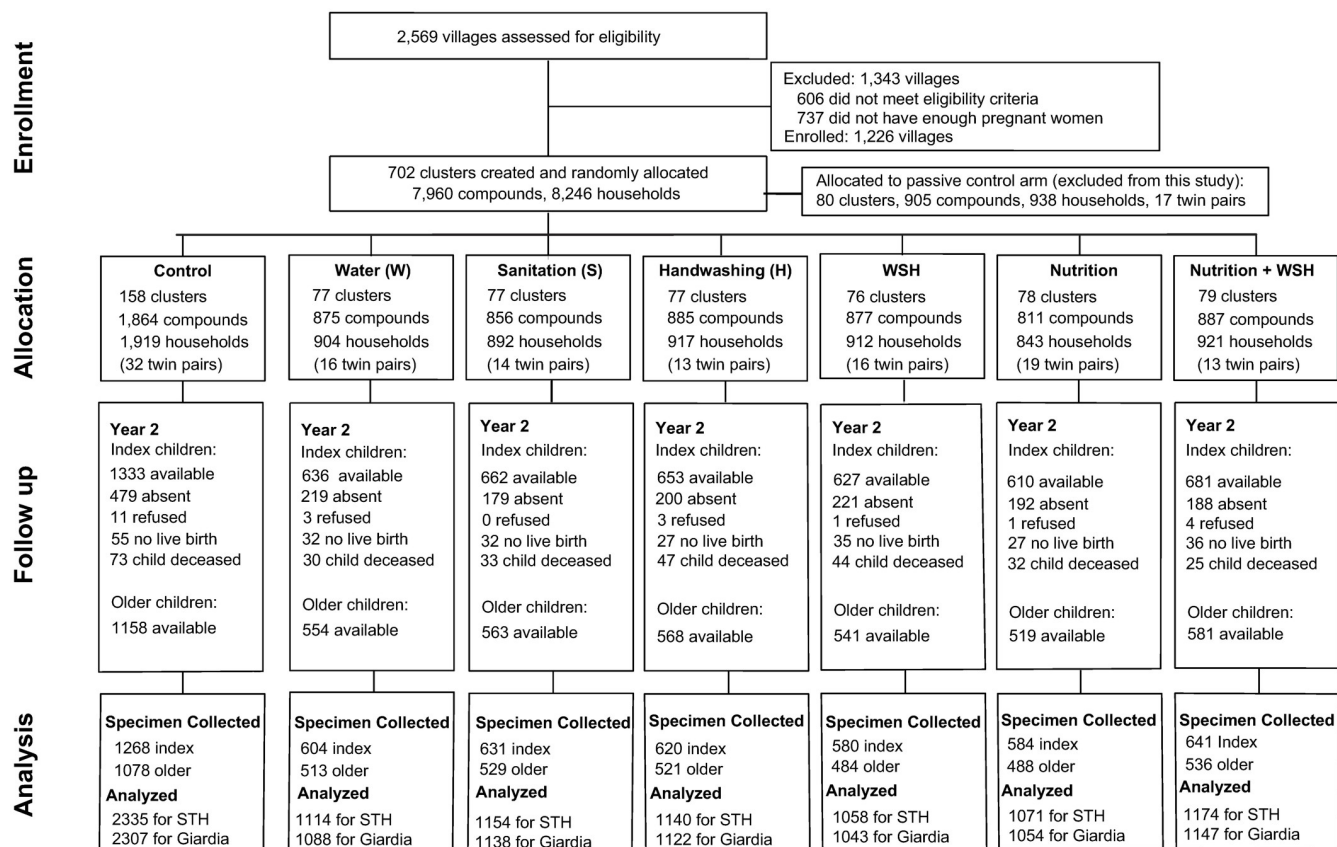 Enrollment
2,569 villages assessed for eligibility
Excluded: 1,343 villages
606 did not meet eligibility criteria
737 did not have enough pregnant women
Enrolled: 1,226 villages
702 clusters created and randomly allocated
7,960 compounds, 8,246 households
Allocated to passive control arm (excluded from this study):
80 clusters, 905 compounds, 938 households, 17 twin pairs
Allocation
Control
158 clusters
1,864 compounds
1,919 households
(32 twin pairs)
Water (W)
77 clusters
875 compounds
904 households
(16 twin pairs)
Sanitation (S)
77 clusters
856 compounds
892 households
(14 twin pairs)
Handwashing (H)
77 clusters
885 compounds
917 households
(13 twin pairs)
WSH
76 clusters
877 compounds
912 households
(16 twin pairs)
Nutrition
78 clusters
811 compounds
843 households
(19 twin pairs)
Nutrition + WSH
79 clusters
887 compounds
921 households
(13 twin pairs)
Follow up
Year 2
Index children:
1333 available
479 absent
11 refused
55 no live birth
73 child deceased
Older children:
1158 available
Year 2
Index children:
636 available
219 absent
3 refused
32 no live birth
30 child deceased
Older children:
554 available
Year 2
Index children:
662 available
179 absent
0 refused
32 no live birth
33 child deceased
Older children:
563 available
Year 2
Index children:
653 available
200 absent
3 refused
27 no live birth
47 child deceased
Older children:
568 available
Year 2
Index children:
627 available
221 absent
1 refused
35 no live birth
44 child deceased
Older children:
541 available
Year 2
Index children:
610 available
192 absent
1 refused
27 no live birth
32 child deceased
Older children:
519 available
Year 2
Index children:
681 available
188 absent
4 refused
36 no live birth
25 child deceased
Older children:
581 available
Analysis
Specimen Collected
1268 index
1078 older
Analyzed
2335 for STH
2307 for Giardia
Specimen Collected
604 index
513 older
Analyzed
1114 for STH
1088 for Giardia
Specimen Collected
631 index
529 older
Analyzed
1154 for STH
1138 for Giardia
Specimen Collected
620 index
521 older
Analyzed
1140 for STH
1122 for Giardia
Specimen Collected
580 index
484 older
Analyzed
1058 for STH
1043 for Giardia
Specimen Collected
584 index
488 older
Analyzed
1071 for STH
1054 for Giardia
Specimen Collected
641 Index
536 older
Analyzed
1174 for STH
1147 for Giardia